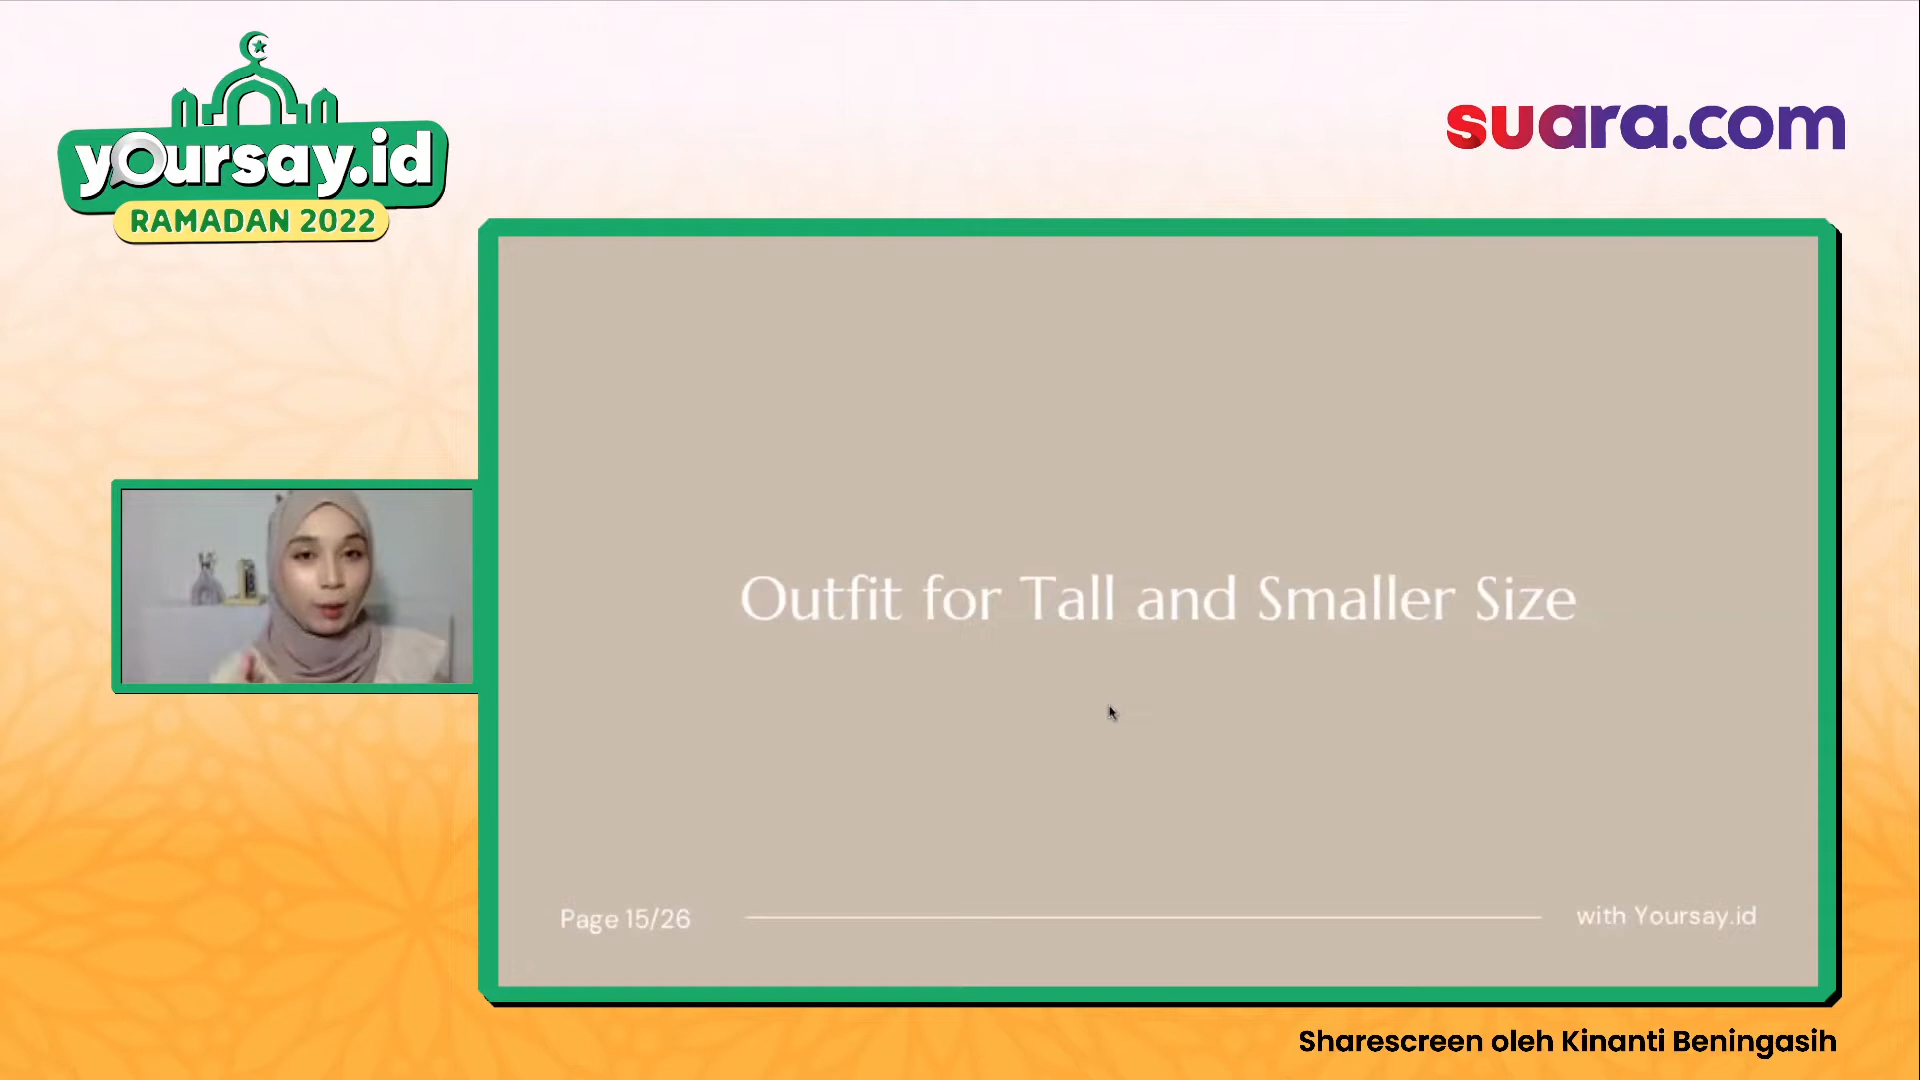 yoursay.id
RAMADAN 2022
suara.com
Outfit for Tall and Smaller Size
Page 15/26
with Yoursay.id
Sharescreen oleh Kinanti Beningasih